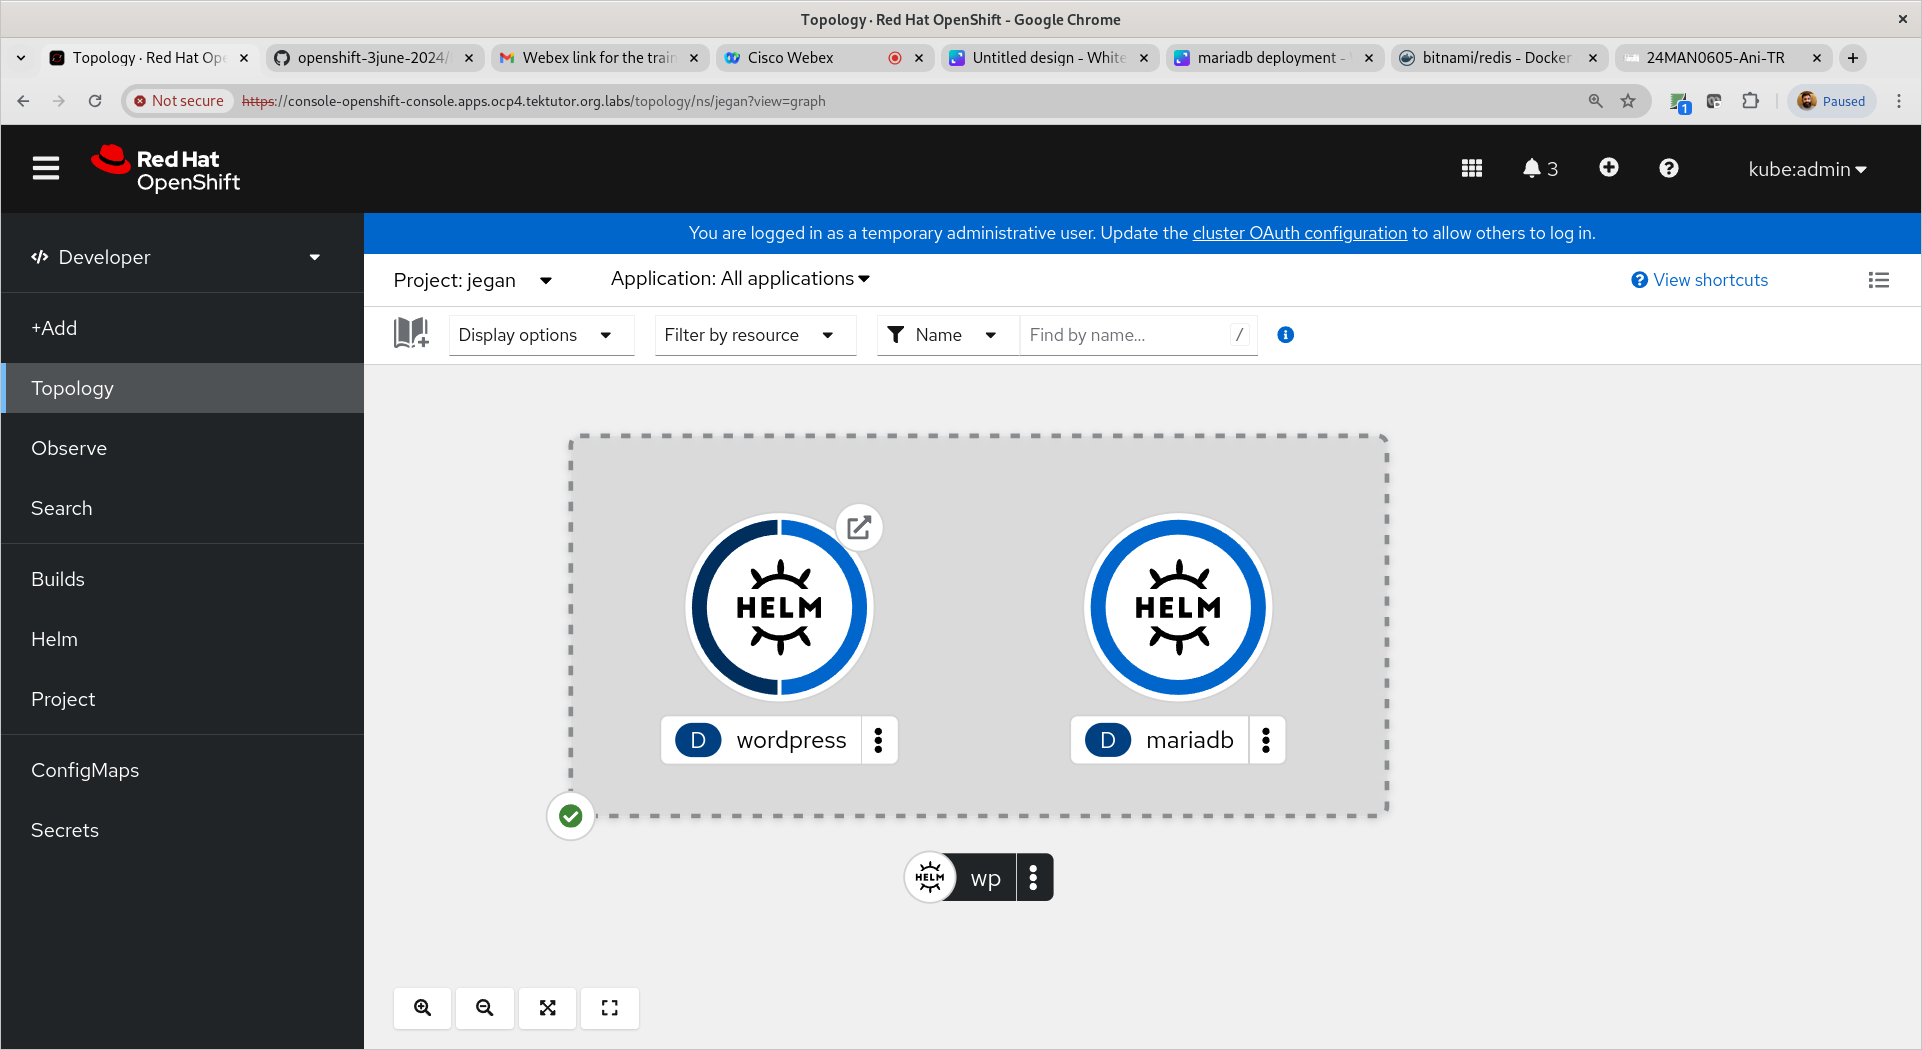 Topology · Red Hat OpenShift - Google Chrome
Topology · Red Hat Ope
openshift-3june-2024/
Webex link for the train
Cisco Webex
Untitled design - White
mariadb deployment -
bitnami/redis - Docker
24MAN0605-Ani-TR
Not secure
https://console-openshift-console.apps.ocp4.tektutor.org.labs/topology/ns/jegan?view=graph
1
Paused
Red Hat
OpenShift
3
kube:admin
Developer
You are logged in as a temporary administrative user. Update the cluster OAuth configuration to allow others to log in.
Project: jegan
Application: All applications
View shortcuts
+Add
Display options
Filter by resource
Name
Find by name...
/
Topology
Observe
Search
Builds
Helm
Project
ConfigMaps
Secrets
HELM
HELM
D wordpress
D mariadb
HELM wp